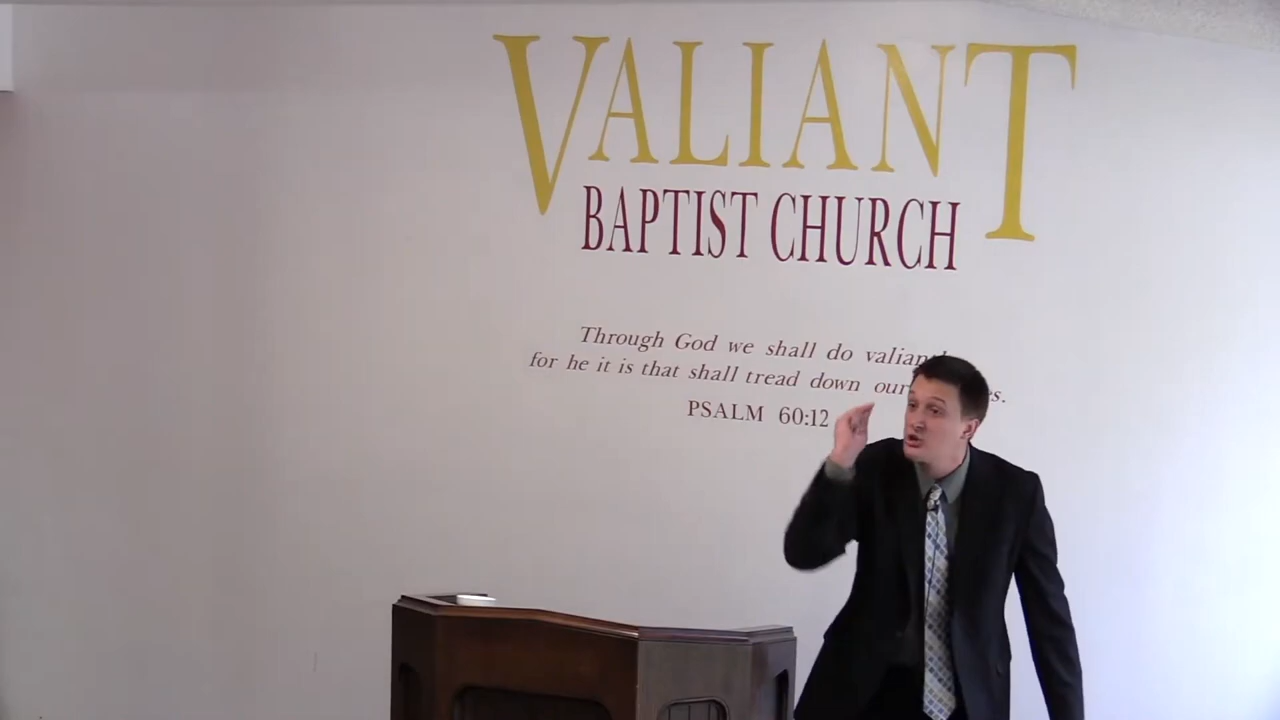 VALIANT
BAPTIST CHURCH
Through God we shall do
for he it is that shall tread down our
PSALM 60:12